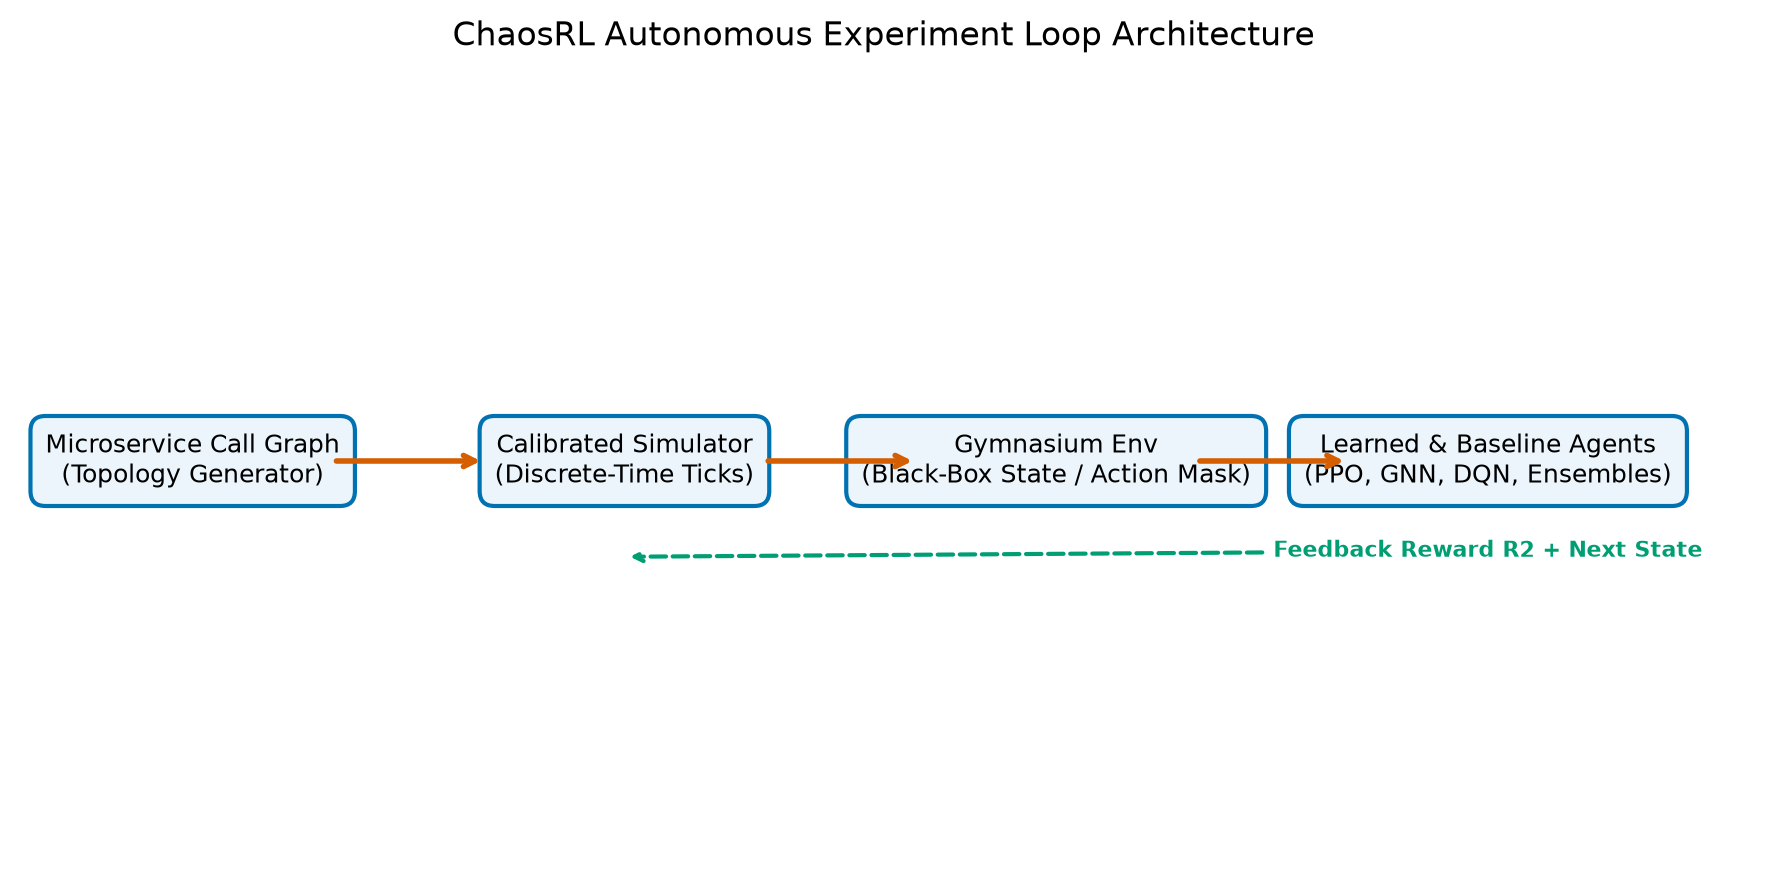 ChaosRL Autonomous Experiment Loop Architecture
Microservice Call Graph
(Topology Generator)
Calibrated Simulator
(Discrete-Time Ticks)
Gymnasium Env
(Black-Box State / Action Mask)
Learned & Baseline Agents
(PPO, GNN, DQN, Ensembles)
Feedback Reward R2 + Next State